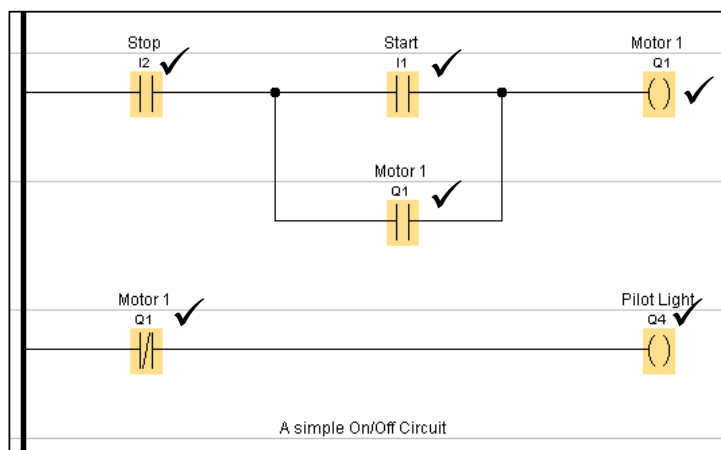 Stop Start Motor 1
I2 I1 Q1
Motor 1
Q1
Motor 1 Pilot Light
Q1 Q4
A simple On/Off Circuit